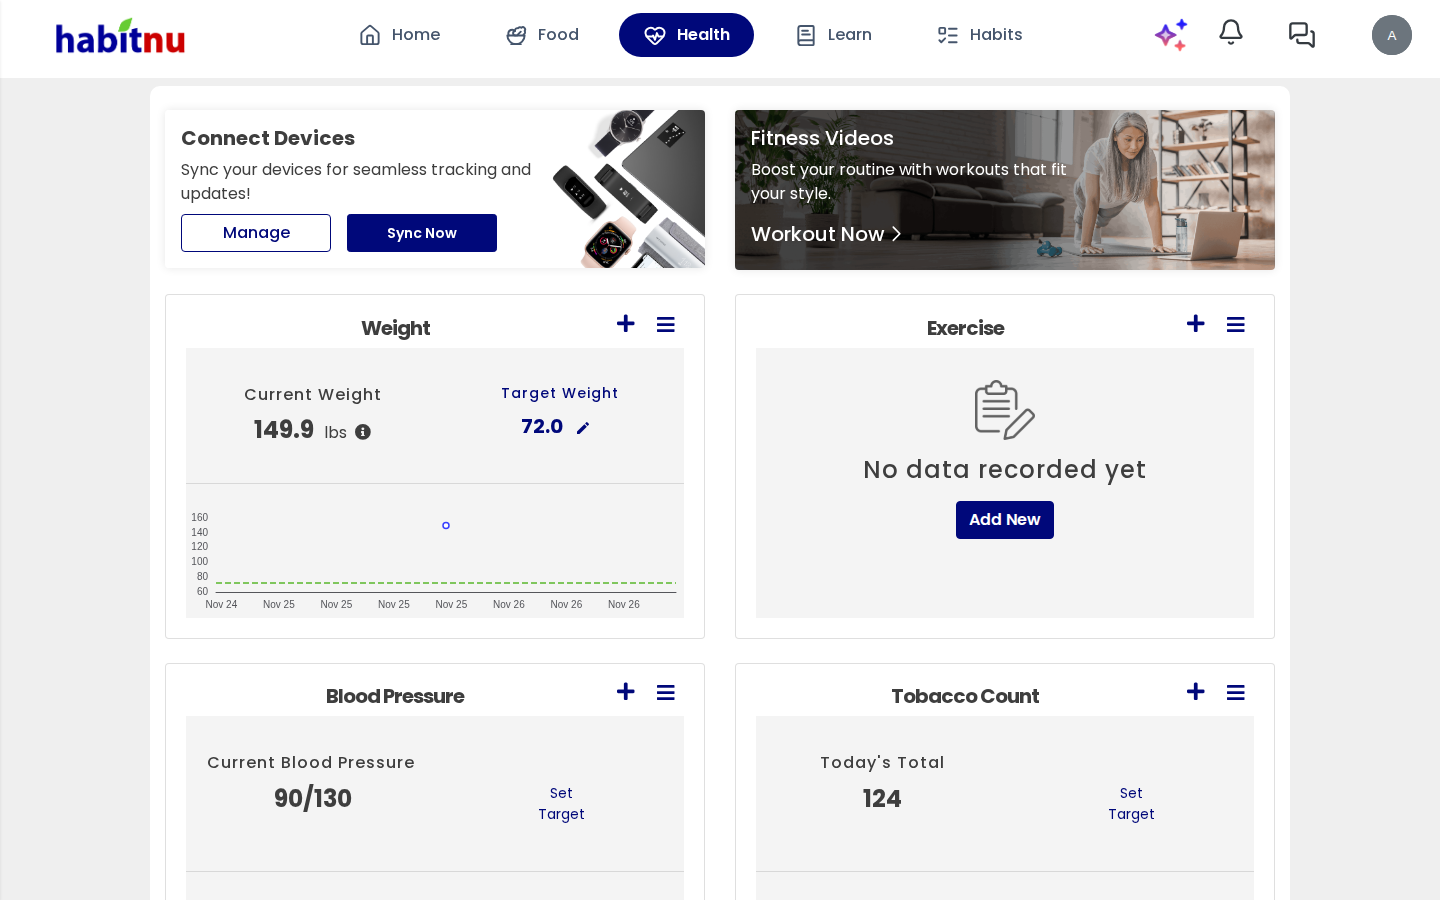 habitnu
Home
Food
Health
Learn
Habits
A
Connect Devices
Sync your devices for seamless tracking and
updates!
Manage
Sync Now
Fitness Videos
Boost your routine with workouts that fit
your style.
Workout Now
Weight
Current Weight
149.9 lbs
Target Weight
72.0
160
140
120
100
80
60
Nov 24 Nov 25 Nov 25 Nov 25 Nov 25 Nov 26 Nov 26 Nov 26
Exercise
No data recorded yet
Add New
Blood Pressure
Current Blood Pressure
90/130
Set
Target
Tobacco Count
Today's Total
124
Set
Target